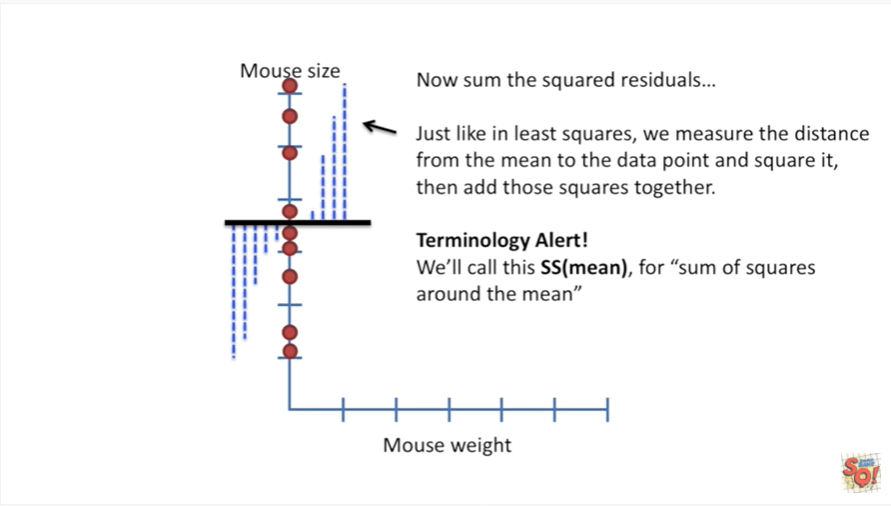 Mouse size
Now sum the squared residuals...
Just like in least squares, we measure the distance
from the mean to the data point and square it,
then add those squares together.
Terminology Alert!
We’ll call this SS(mean), for “sum of squares
around the mean”
Mouse weight
SQ!